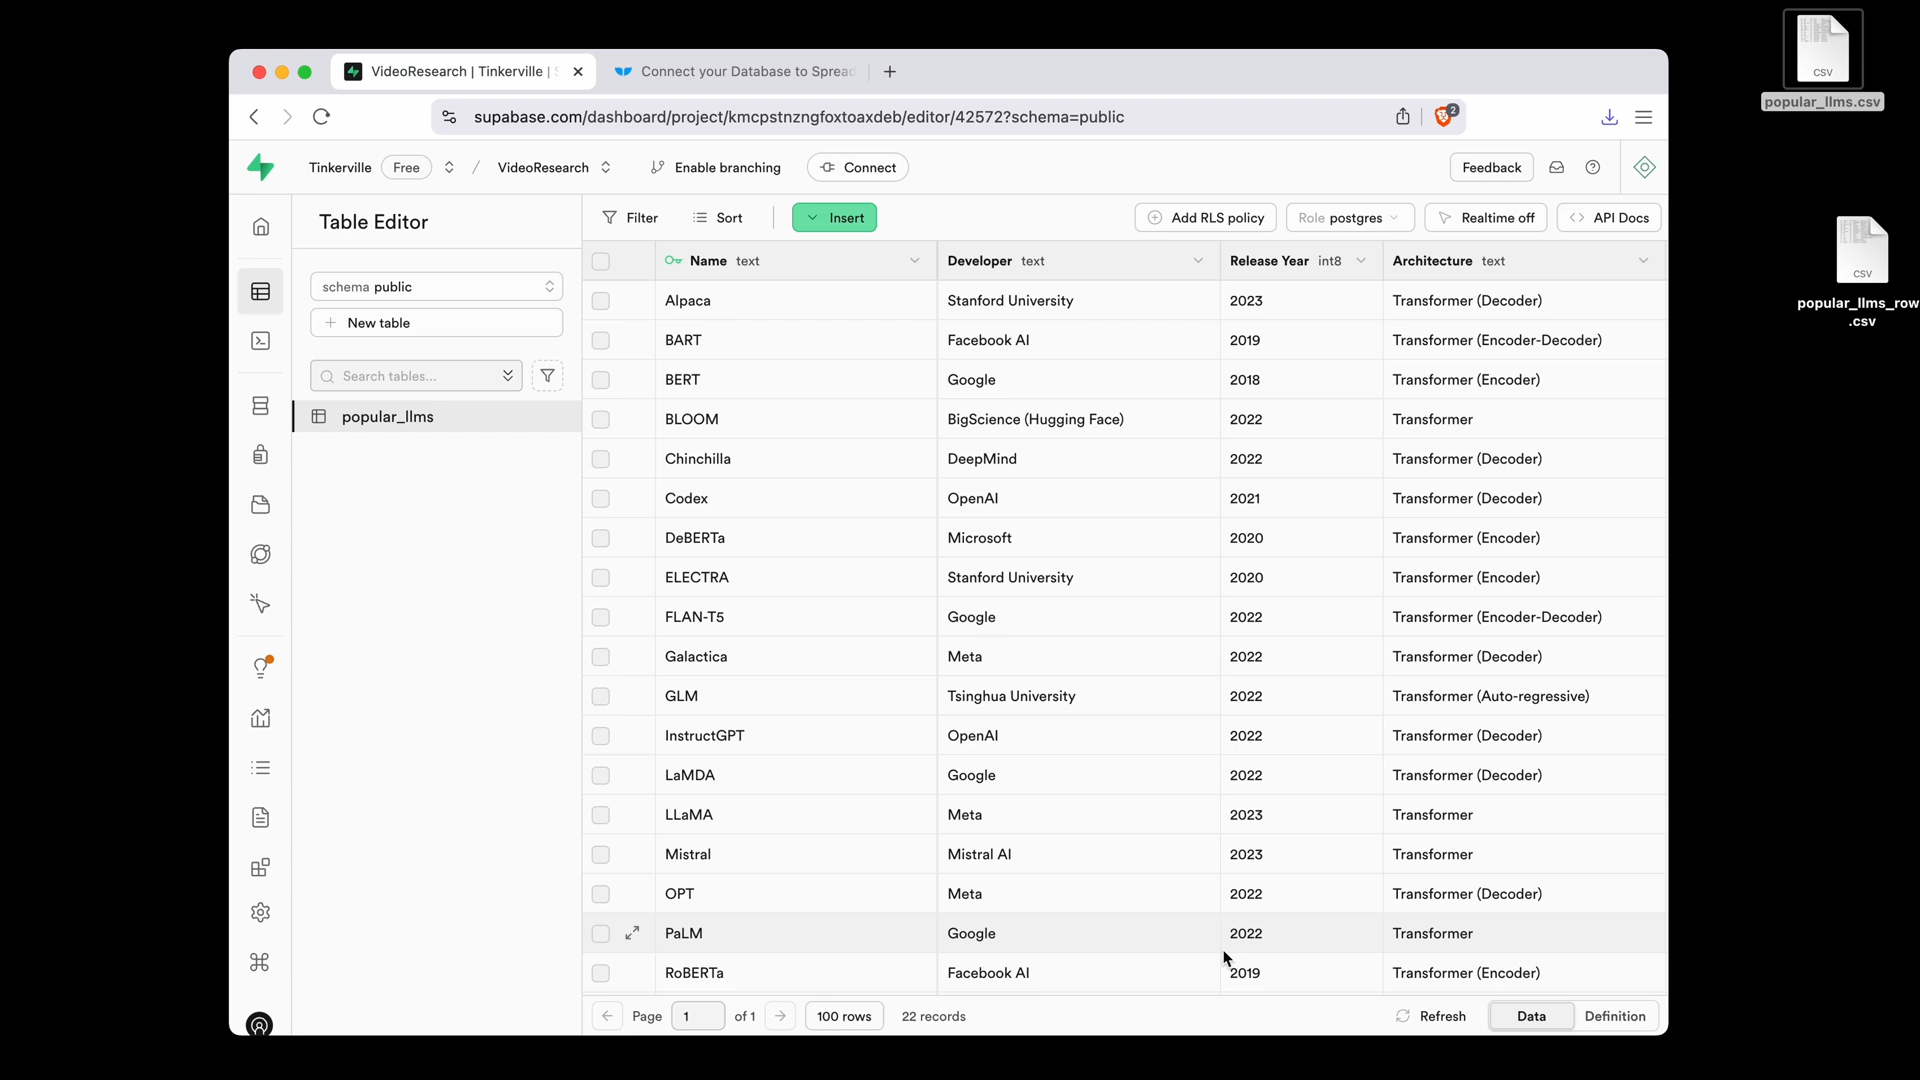 VideoResearch | Tinkerville |
Connect your Database to Spread
supabase.com/dashboard/project/kmcpstnzngfoxtoaxdeb/editor/42572?schema=public
2
CSV
popular_llms.csv
CSV
popular_llms_row
.csv
Tinkerville Free / VideoResearch Enable branching Connect Feedback
Table Editor
Filter Sort Insert Add RLS policy Role postgres Realtime off API Docs
schema public
New table
Search tables...
popular_llms
Name text Developer text Release Year int8 Architecture text
Alpaca Stanford University 2023 Transformer (Decoder)
BART Facebook AI 2019 Transformer (Encoder-Decoder)
BERT Google 2018 Transformer (Encoder)
BLOOM BigScience (Hugging Face) 2022 Transformer
Chinchilla DeepMind 2022 Transformer (Decoder)
Codex OpenAI 2021 Transformer (Decoder)
DeBERTa Microsoft 2020 Transformer (Encoder)
ELECTRA Stanford University 2020 Transformer (Encoder)
FLAN-T5 Google 2022 Transformer (Encoder-Decoder)
Galactica Meta 2022 Transformer (Decoder)
GLM Tsinghua University 2022 Transformer (Auto-regressive)
InstructGPT OpenAI 2022 Transformer (Decoder)
LaMDA Google 2022 Transformer (Decoder)
LLaMA Meta 2023 Transformer
Mistral Mistral AI 2023 Transformer
OPT Meta 2022 Transformer (Decoder)
PaLM Google 2022 Transformer
RoBERTa Facebook AI 2019 Transformer (Encoder)
Page 1 of 1 100 rows 22 records Refresh Data Definition